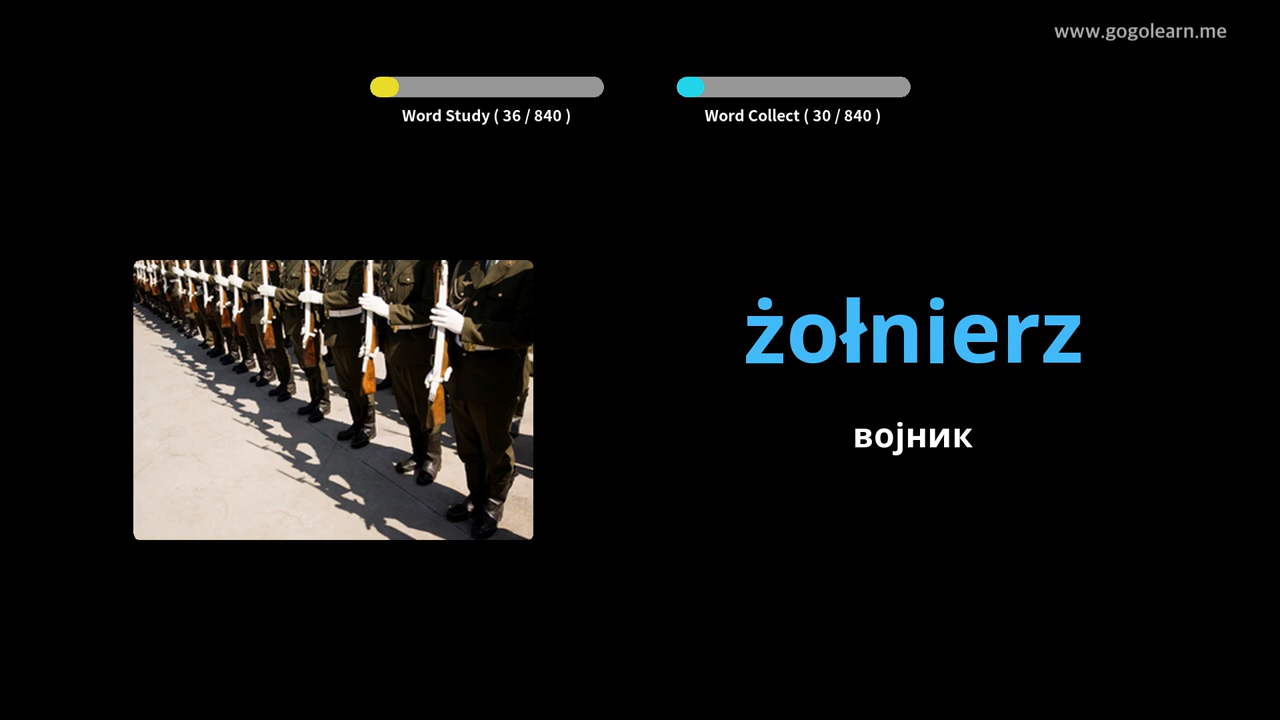 www.gogolearn.me
Word Study ( 36 / 840 )
Word Collect ( 30 / 840 )
żołnierz
војник